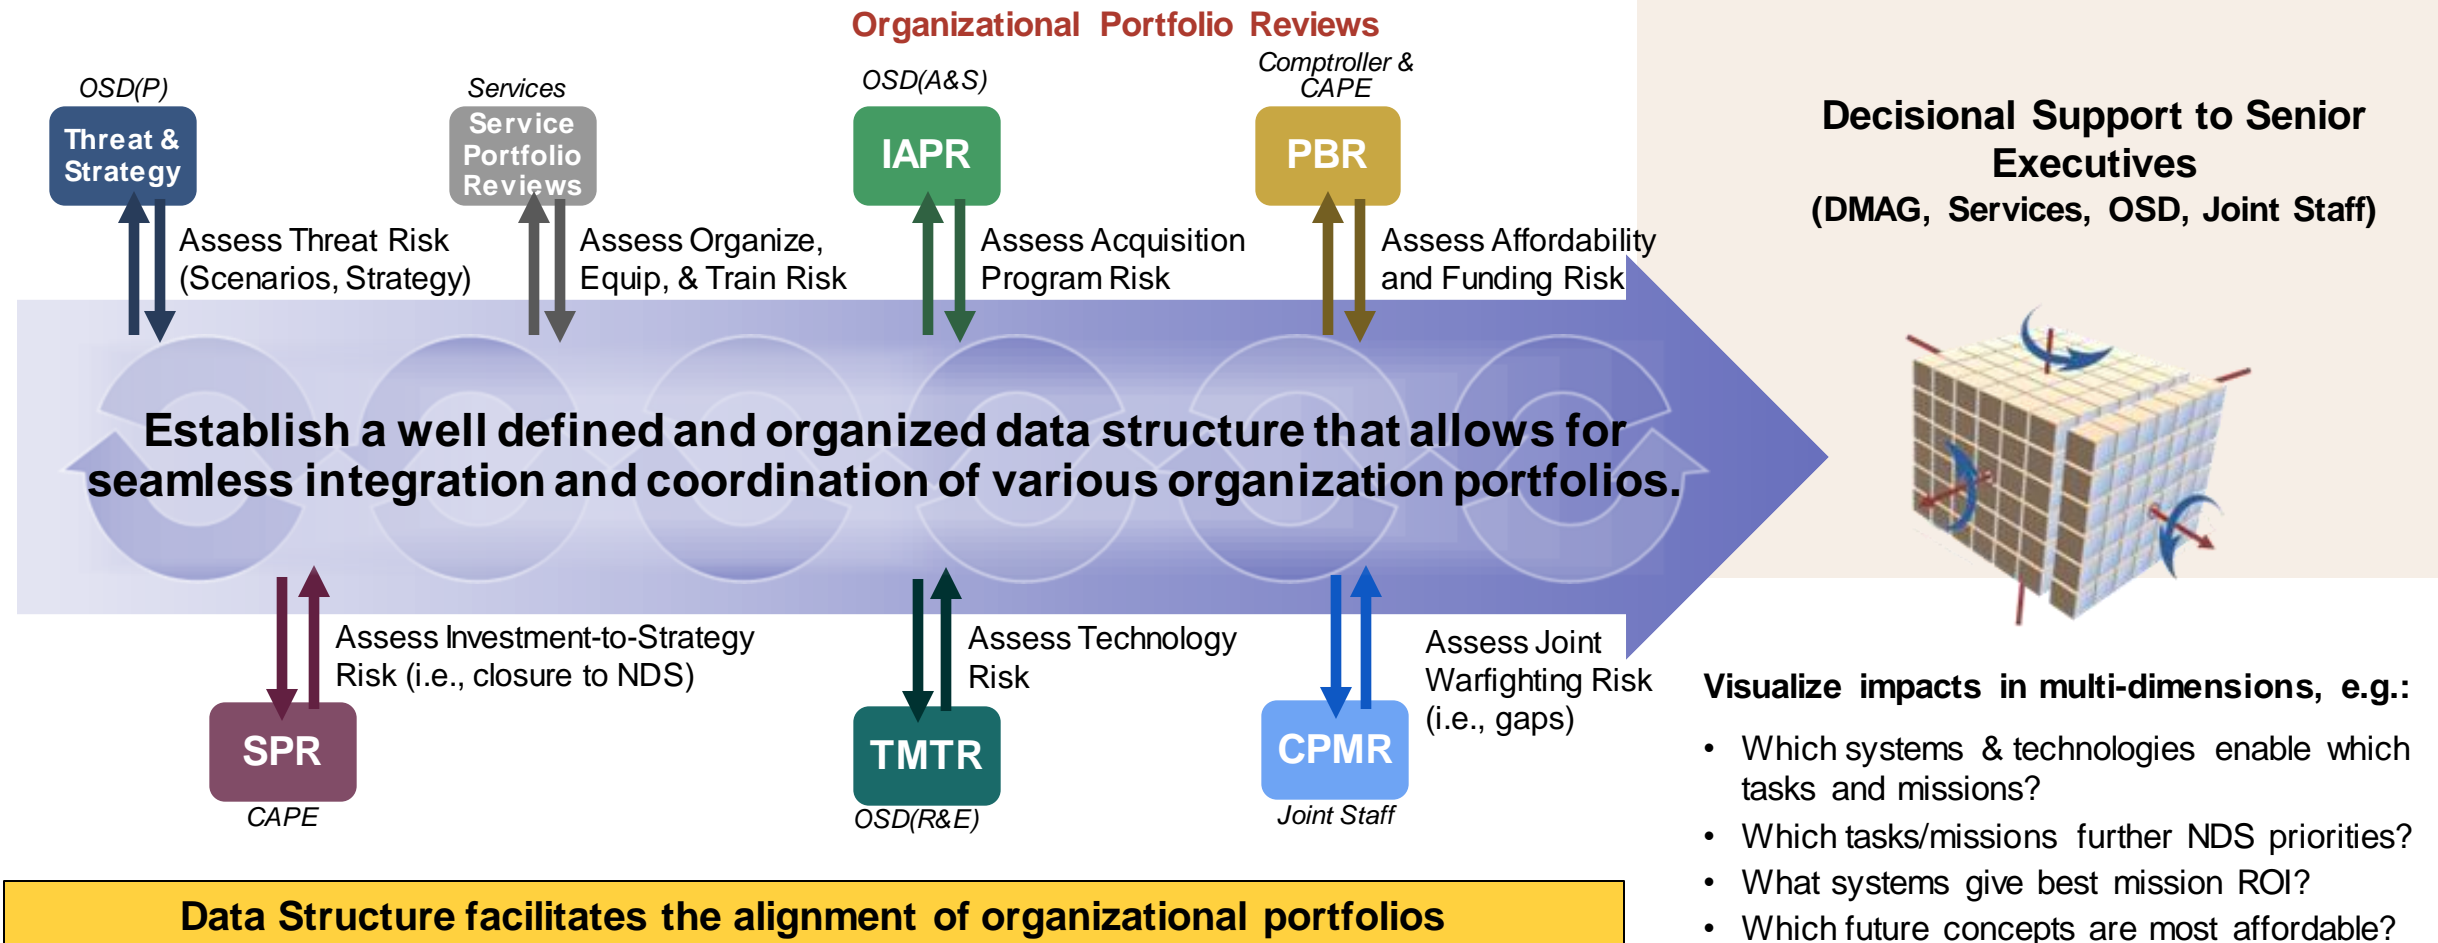 Organizational Portfolio Reviews
OSD(P)
Threat &
Strategy
Assess Threat Risk
(Scenarios, Strategy)
Services
Service
Portfolio
Reviews
Assess Organize,
Equip, & Train Risk
OSD(A&S)
IAPR
Assess Acquisition
Program Risk
Comptroller &
CAPE
PBR
Assess Affordability
and Funding Risk
Establish a well defined and organized data structure that allows for
seamless integration and coordination of various organization portfolios.
Assess Investment-to-Strategy
Risk (i.e., closure to NDS)
SPR
CAPE
Assess Technology
Risk
TMTR
OSD(R&E)
Assess Joint
Warfighting Risk
(i.e., gaps)
CPMR
Joint Staff
Data Structure facilitates the alignment of organizational portfolios
Decisional Support to Senior
Executives
(DMAG, Services, OSD, Joint Staff)
Visualize impacts in multi-dimensions, e.g.:
• Which systems & technologies enable which
tasks and missions?
• Which tasks/missions further NDS priorities?
• What systems give best mission ROI?
• Which future concepts are most affordable?